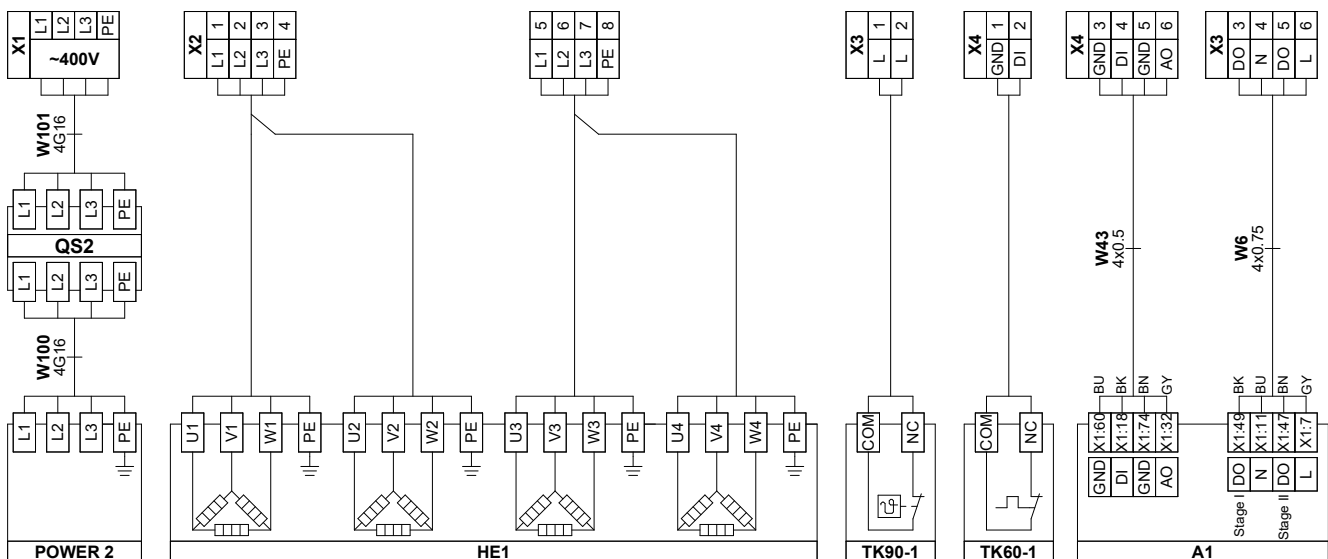 X1 L1 L2 L3 PE
~400V
X2 1 2 3 4
L1 L2 L3 PE
5 6 7 8
L1 L2 L3 PE
X3 1 2
L L
X4 1 2
GND DI
X4 3 4 5 6
GND DI GND AO
X3 3 4 5 6
DO N DO L
W101
4G16
L1 L2 L3 PE
QS2
L1 L2 L3 PE
W43
4x0.5
W6
4x0.75
W100
4G16
BU BK BN GY
BK BU BN GY
L1 L2 L3 PE
U1 V1 W1 PE
U2 V2 W2 PE
U3 V3 W3 PE
U4 V4 W4 PE
COM NC
COM NC
X1:60 X1:18 X1:74 X1:32
GND DI GND AO
X1:49 X1:11 X1:47 X1:7
DO N DO L
Stage I
Stage II
POWER 2
HE1
TK90-1
TK60-1
A1